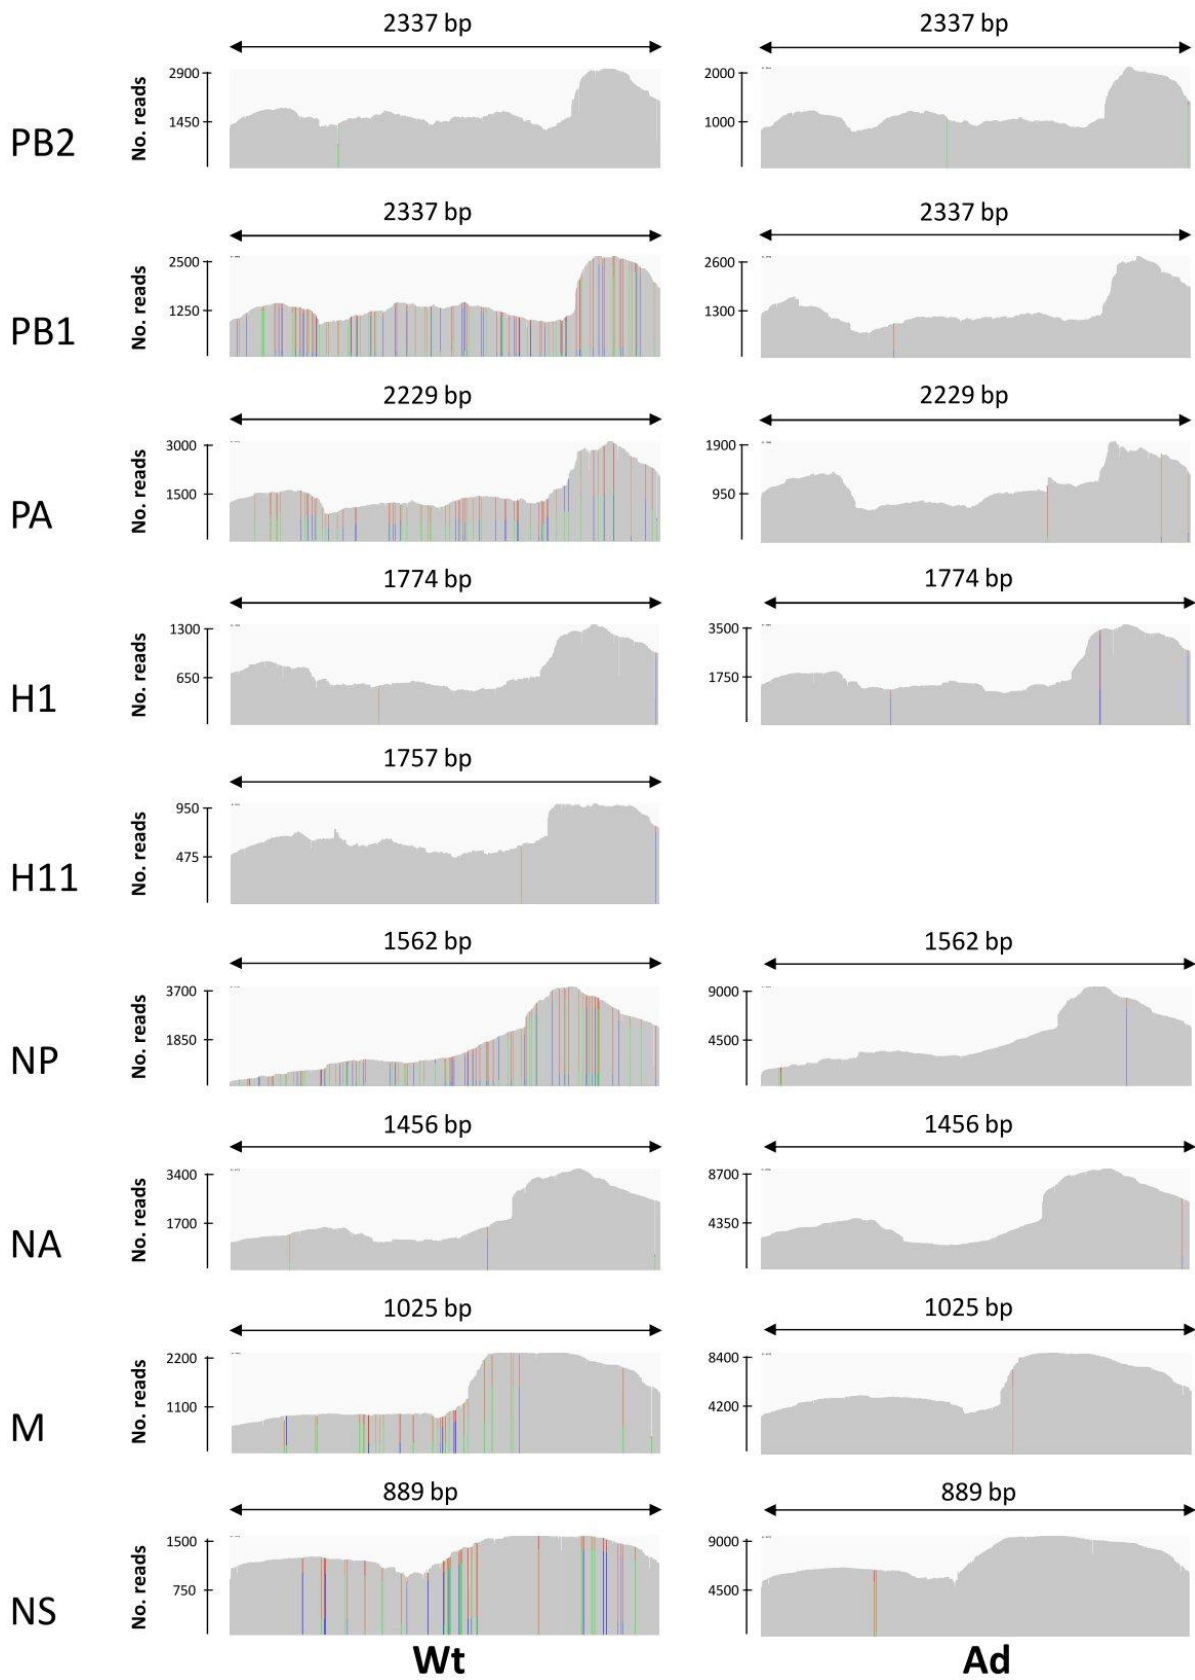 2337 bp 2337 bp
PB2 No. reads 2900 1450 2000 1000
2337 bp 2337 bp
PB1 No. reads 2500 1250 2600 1300
2229 bp 2229 bp
PA No. reads 3000 1500 1900 950
1774 bp 1774 bp
H1 No. reads 1300 650 3500 1750
1757 bp
H11 No. reads 950 475
1562 bp 1562 bp
NP No. reads 3700 1850 9000 4500
1456 bp 1456 bp
NA No. reads 3400 1700 8700 4350
1025 bp 1025 bp
M No. reads 2200 1100 8400 4200
889 bp 889 bp
NS No. reads 1500 750 9000 4500
Wt Ad